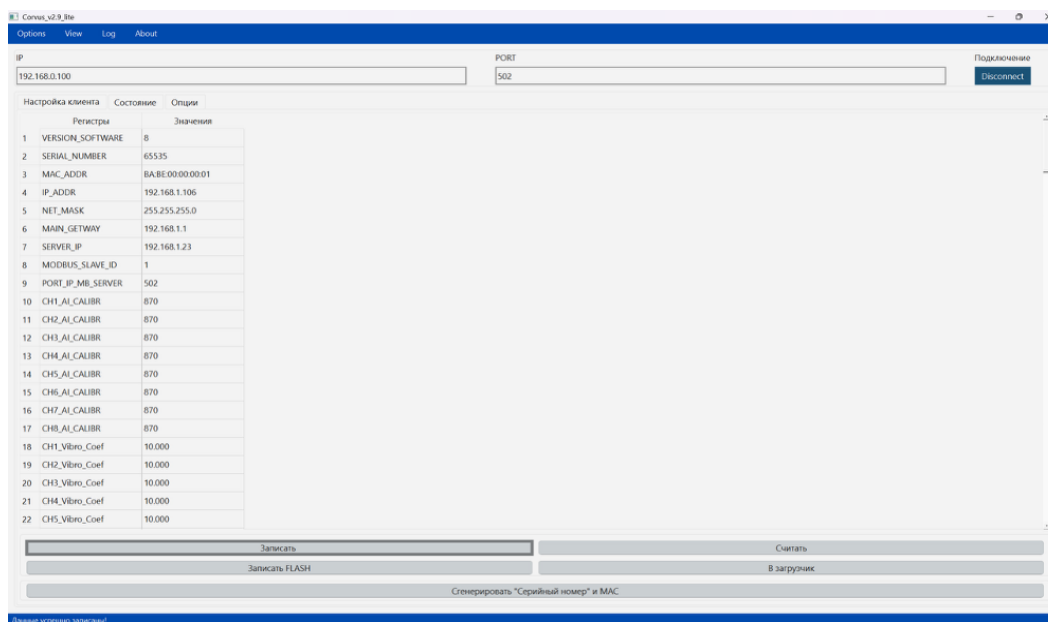 Corvus_v2.9_lite
Options View Log About
IP PORT Подключение
192.168.0.100 502 Disconnect
Настройка клиента Состояние Опции
Регистры Значения
1 VERSION_SOFTWARE 8
2 SERIAL_NUMBER 65535
3 MAC_ADDR BA:BE:00:00:00:01
4 IP_ADDR 192.168.1.106
5 NET_MASK 255.255.255.0
6 MAIN_GETWAY 192.168.1.1
7 SERVER_IP 192.168.1.23
8 MODBUS_SLAVE_ID 1
9 PORT_IP_MB_SERVER 502
10 CH1_AI_CALIBR 870
11 CH2_AI_CALIBR 870
12 CH3_AI_CALIBR 870
13 CH4_AI_CALIBR 870
14 CH5_AI_CALIBR 870
15 CH6_AI_CALIBR 870
16 CH7_AI_CALIBR 870
17 CH8_AI_CALIBR 870
18 CH1_Vibro_Coef 10.000
19 CH2_Vibro_Coef 10.000
20 CH3_Vibro_Coef 10.000
21 CH4_Vibro_Coef 10.000
22 CH5_Vibro_Coef 10.000
Записать Считать
Записать FLASH В загрузчик
Сгенерировать "Серийный номер" и MAC
Данные успешно записаны!